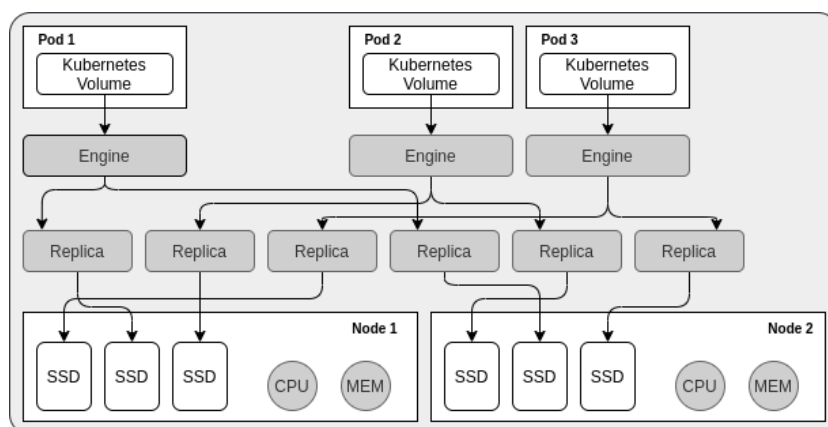 Pod 1
Kubernetes
Volume
Pod 2
Kubernetes
Volume
Pod 3
Kubernetes
Volume
Engine
Engine
Engine
Replica
Replica
Replica
Replica
Replica
Replica
Node 1
SSD
SSD
SSD
CPU
MEM
Node 2
SSD
SSD
SSD
CPU
MEM